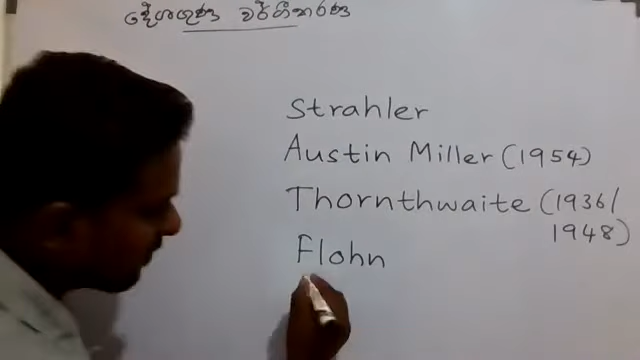 දේශගුණ වර්ගීකරණ
Strahler
Austin Miller (1954)
Thornthwaite (1936/
1948)
Flohn